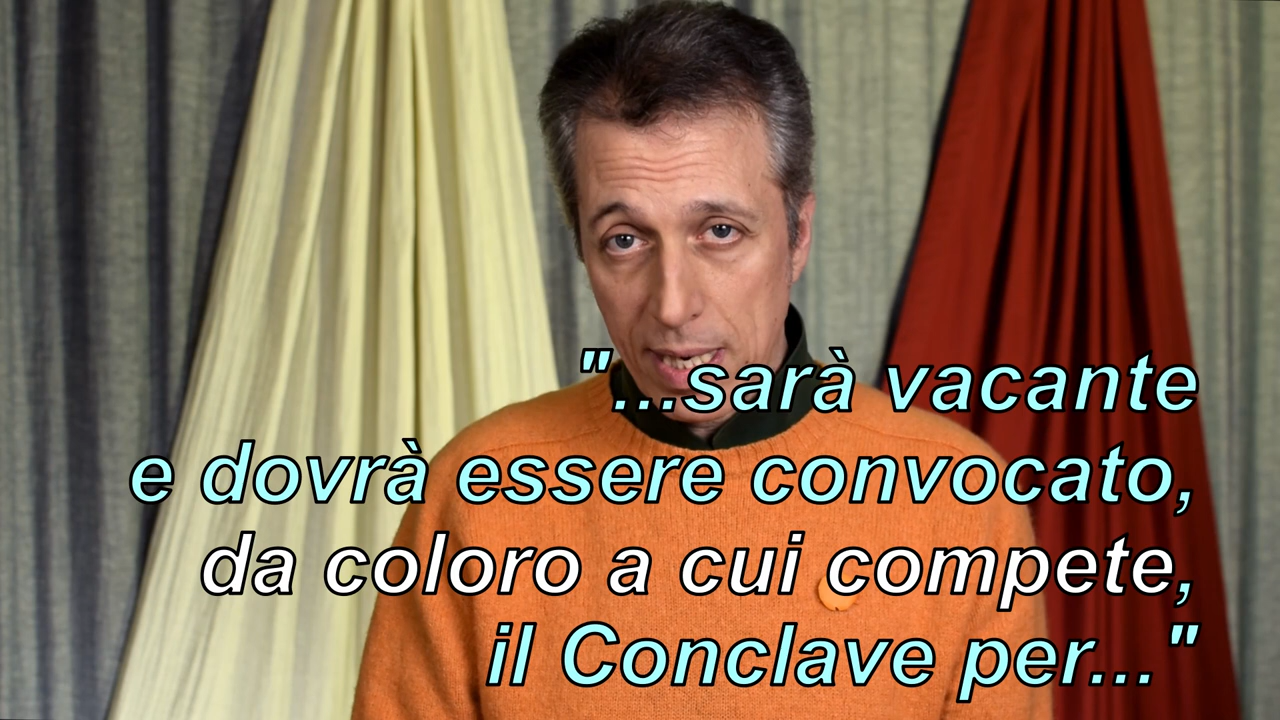 "...sarà vacante
e dovrà essere convocato,
da coloro a cui compete,
il Conclave per..."